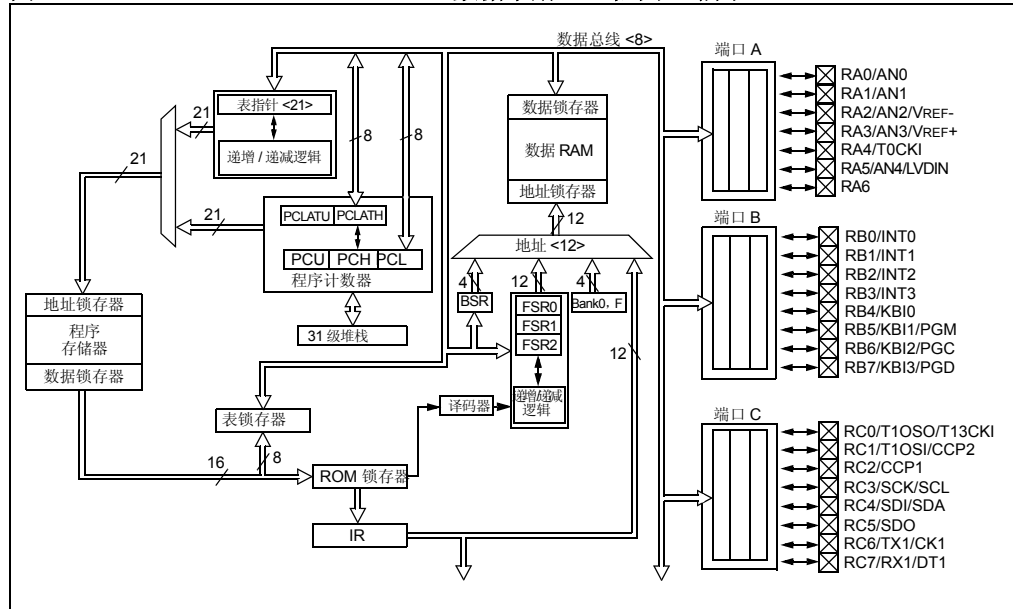 数据总线 <8>
21
表指针 <21>
递增 / 递减逻辑
8
8
21
21
PCLATU
PCLATH
PCU
PCH
PCL
程序计数器
31 级堆栈
地址锁存器
程序
存储器
数据锁存器
表锁存器
16
8
ROM 锁存器
IR
译码器
数据锁存器
数据 RAM
地址锁存器
12
地址 <12>
4
12
4
BSR
FSR0
FSR1
FSR2
Bank0，F
递增/递减
逻辑
12
端口 A
RA0/AN0
RA1/AN1
RA2/AN2/VREF-
RA3/AN3/VREF+
RA4/T0CKI
RA5/AN4/LVDIN
RA6
端口 B
RB0/INT0
RB1/INT1
RB2/INT2
RB3/INT3
RB4/KBI0
RB5/KBI1/PGM
RB6/KBI2/PGC
RB7/KBI3/PGD
端口 C
RC0/T1OSO/T13CKI
RC1/T1OSI/CCP2
RC2/CCP1
RC3/SCK/SCL
RC4/SDI/SDA
RC5/SDO
RC6/TX1/CK1
RC7/RX1/DT1